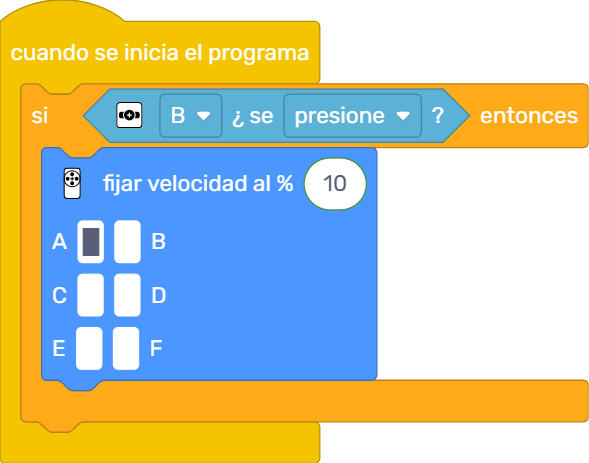 cuando se inicia el programa
si B ¿ se presione ? entonces
fijar velocidad al % 10
A B
C D
E F